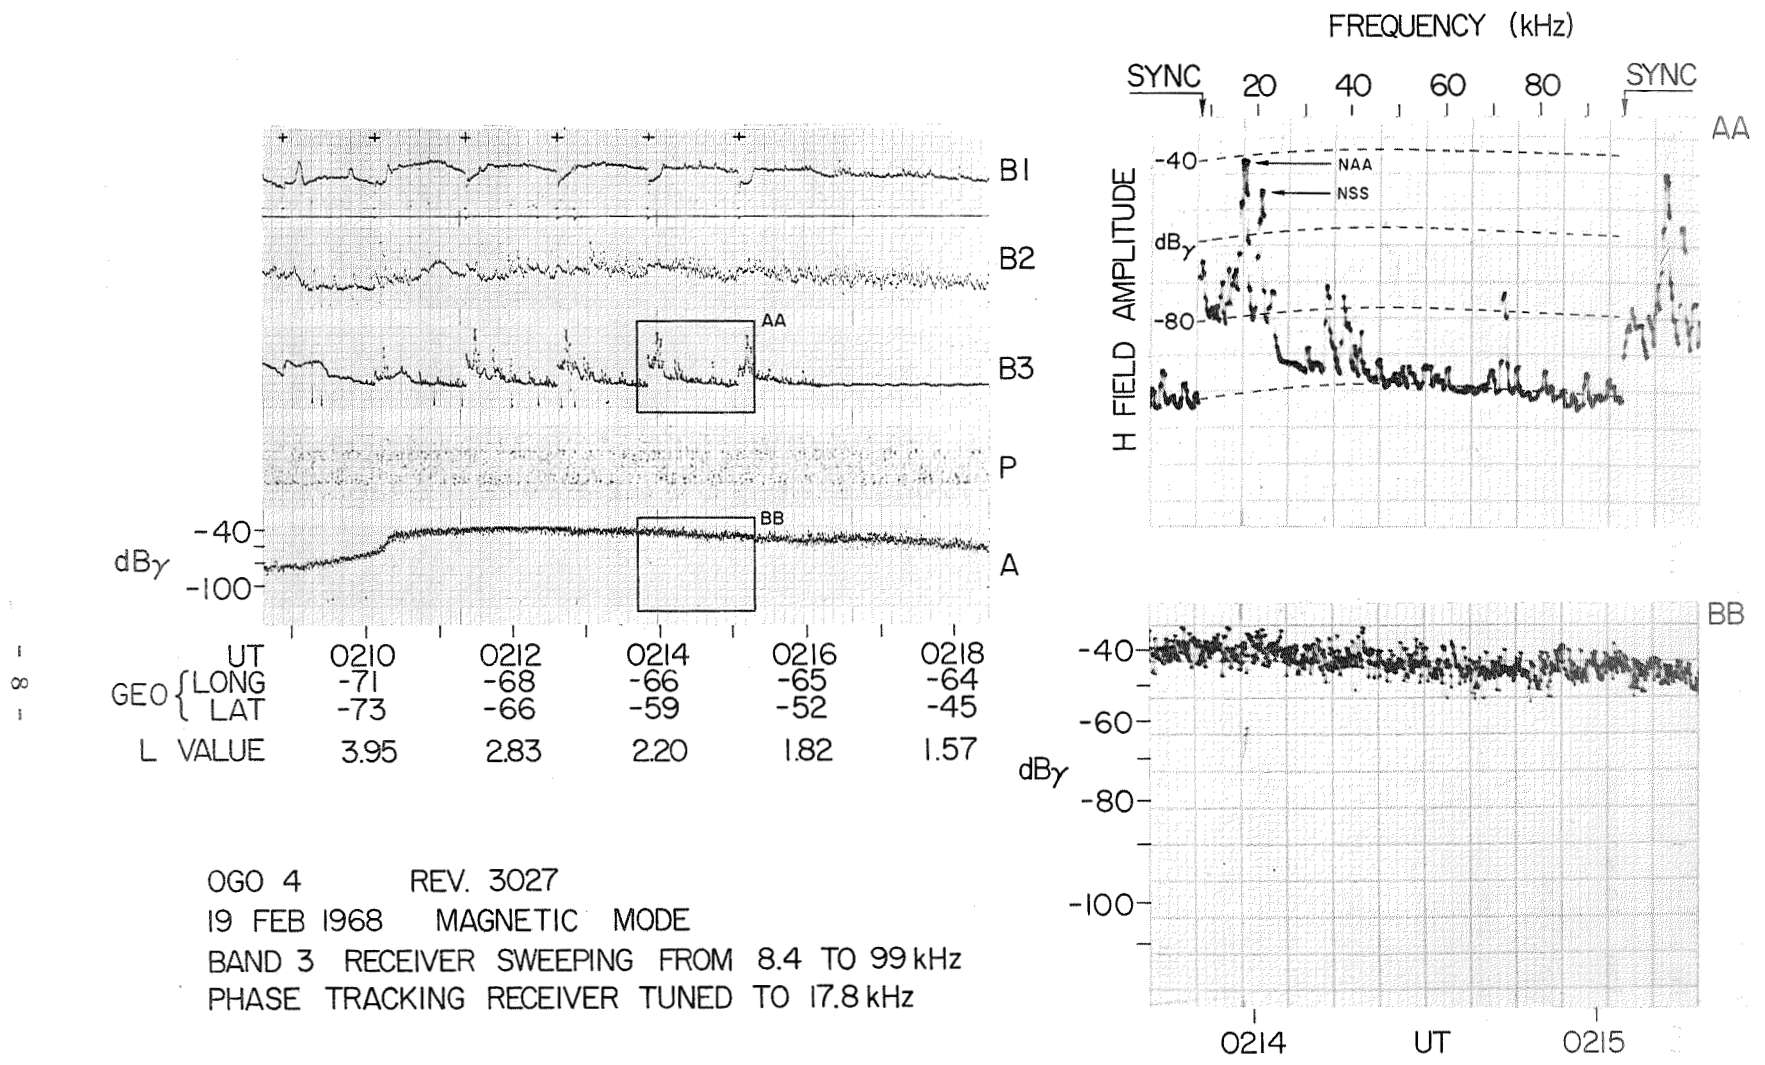 FREQUENCY (kHz)
SYNC 20 40 60 80 SYNC
AA
-40
NAA
NSS
dBγ
-80
H FIELD AMPLITUDE
B1
B2
AA
B3
P
BB
-40
dBγ
-100
A
UT 0210 0212 0214 0216 0218
GEO { LONG -71 -68 -66 -65 -64
LAT -73 -66 -59 -52 -45
L VALUE 3.95 2.83 2.20 1.82 1.57
- 8 -
BB
-40
-60
dBγ
-80
-100
0214 UT 0215
OGO 4 REV. 3027
19 FEB 1968 MAGNETIC MODE
BAND 3 RECEIVER SWEEPING FROM 8.4 TO 99 kHz
PHASE TRACKING RECEIVER TUNED TO 17.8 kHz